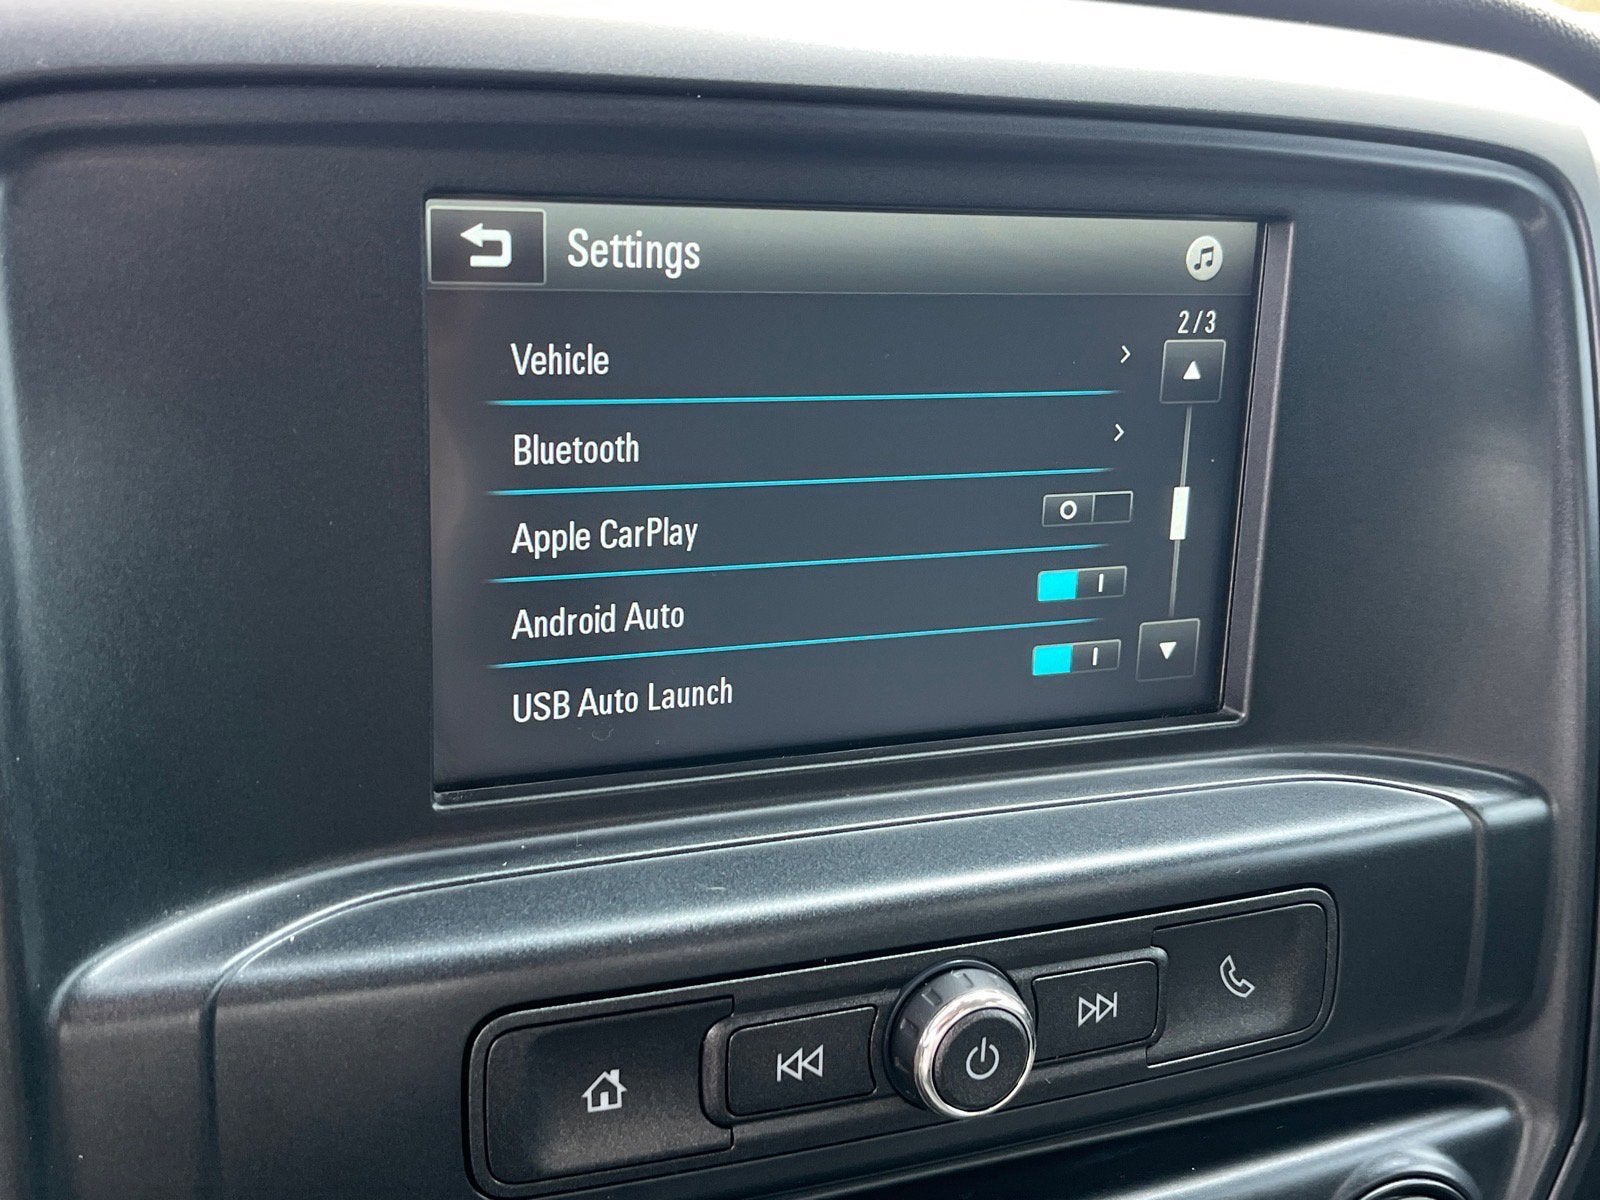 Settings
2/3
Vehicle
Bluetooth
Apple CarPlay
Android Auto
USB Auto Launch